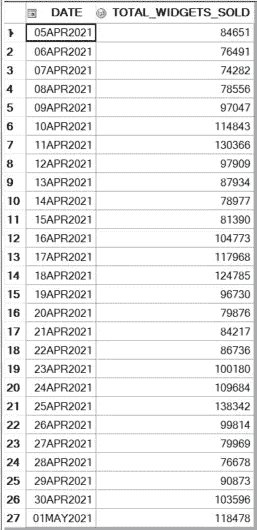 DATE TOTAL_WIDGETS_SOLD
1 05APR2021 84651
2 06APR2021 76491
3 07APR2021 74282
4 08APR2021 78556
5 09APR2021 97047
6 10APR2021 114843
7 11APR2021 130366
8 12APR2021 97909
9 13APR2021 87934
10 14APR2021 78977
11 15APR2021 81390
12 16APR2021 104773
13 17APR2021 117968
14 18APR2021 124785
15 19APR2021 96730
16 20APR2021 79876
17 21APR2021 84217
18 22APR2021 86736
19 23APR2021 100180
20 24APR2021 109684
21 25APR2021 138342
22 26APR2021 99814
23 27APR2021 79969
24 28APR2021 76678
25 29APR2021 90873
26 30APR2021 103596
27 01MAY2021 118478